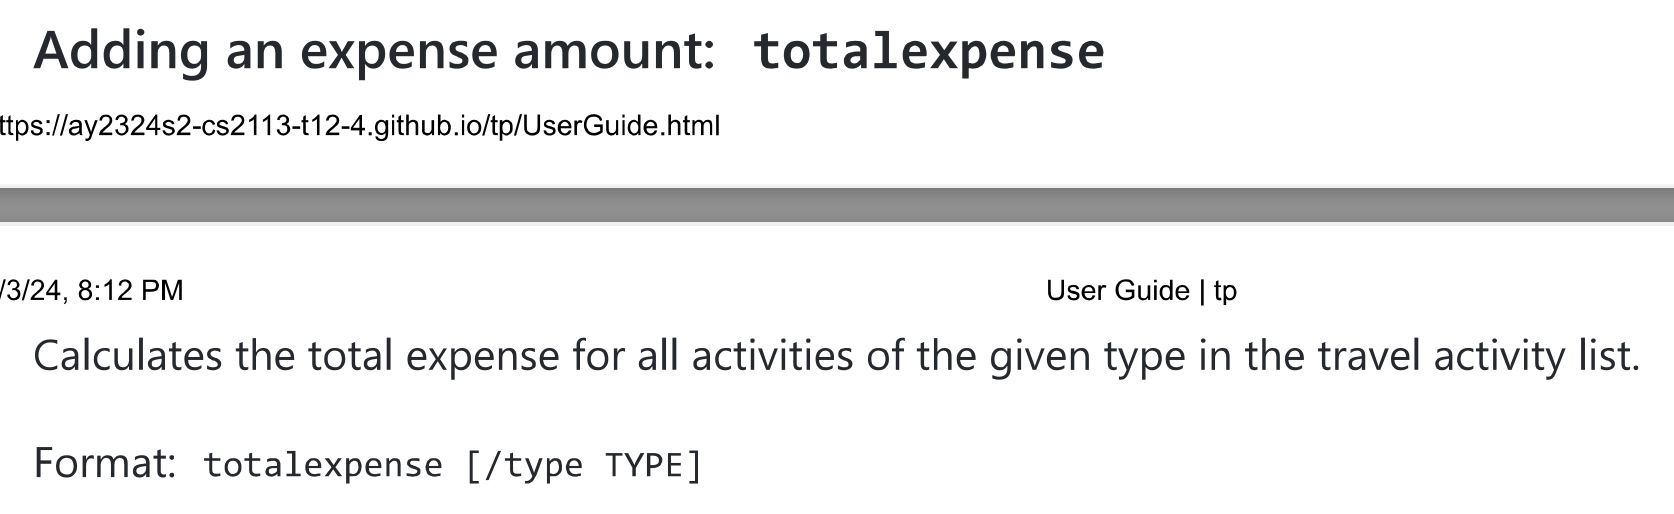 Adding an expense amount: totalexpense
ttps://ay2324s2-cs2113-t12-4.github.io/tp/UserGuide.html
/3/24, 8:12 PM User Guide | tp
Calculates the total expense for all activities of the given type in the travel activity list.
Format: totalexpense [/type TYPE]